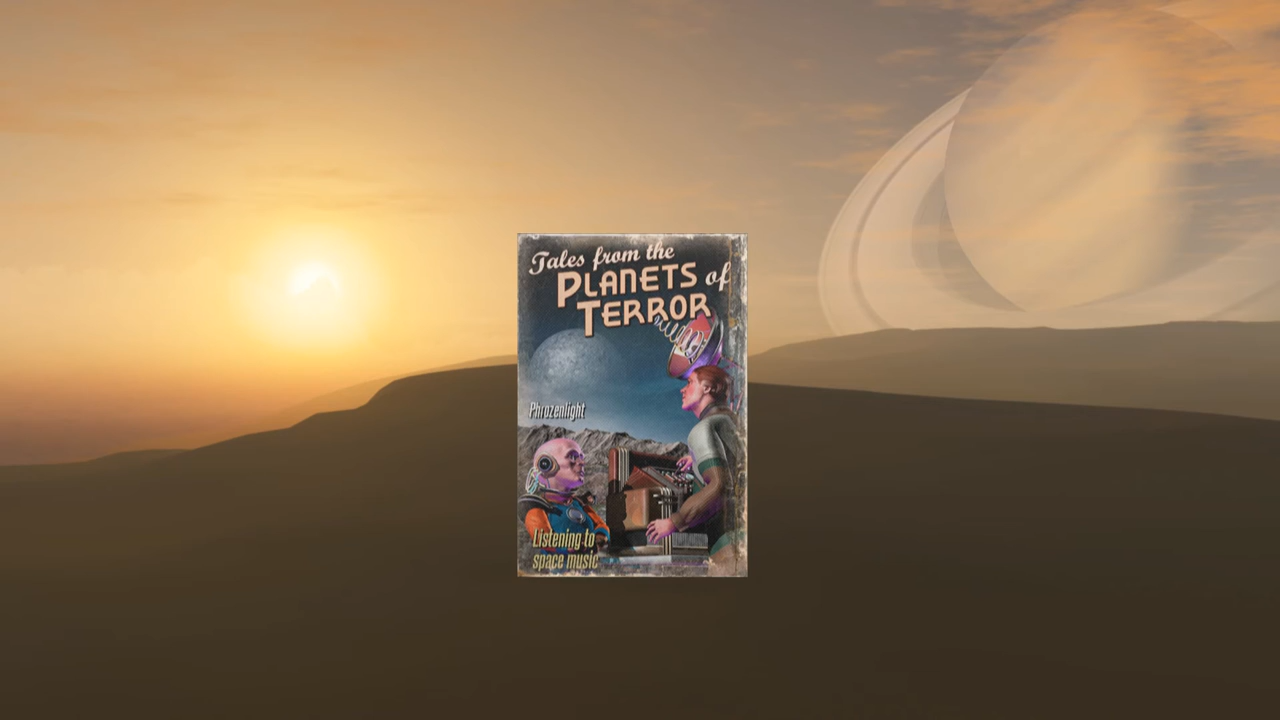 Tales from the
PLANETS of
TERROR
Phrozenlight
Listening to
space music